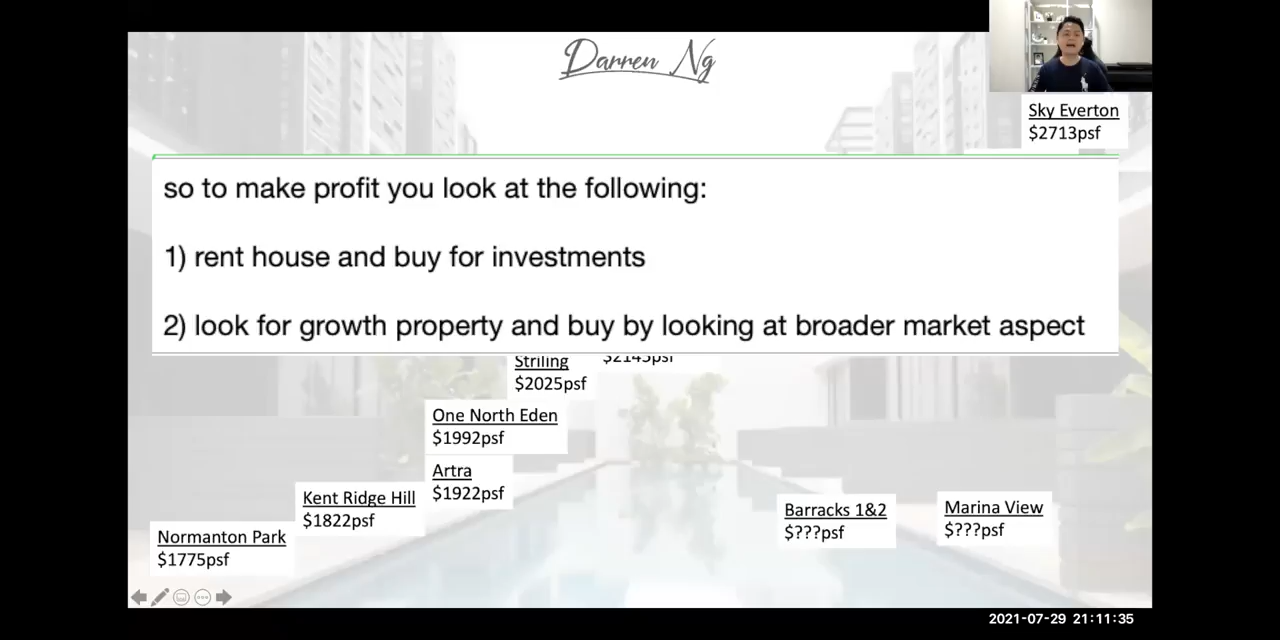 Darren Ng
Sky Everton
$2713psf
so to make profit you look at the following:
1) rent house and buy for investments
2) look for growth property and buy by looking at broader market aspect
Striling
$2145psf
$2025psf
One North Eden
$1992psf
Artra
$1922psf
Kent Ridge Hill
$1822psf
Normanton Park
$1775psf
Barracks 1&2
$???psf
Marina View
$???psf
2021-07-29 21:11:35